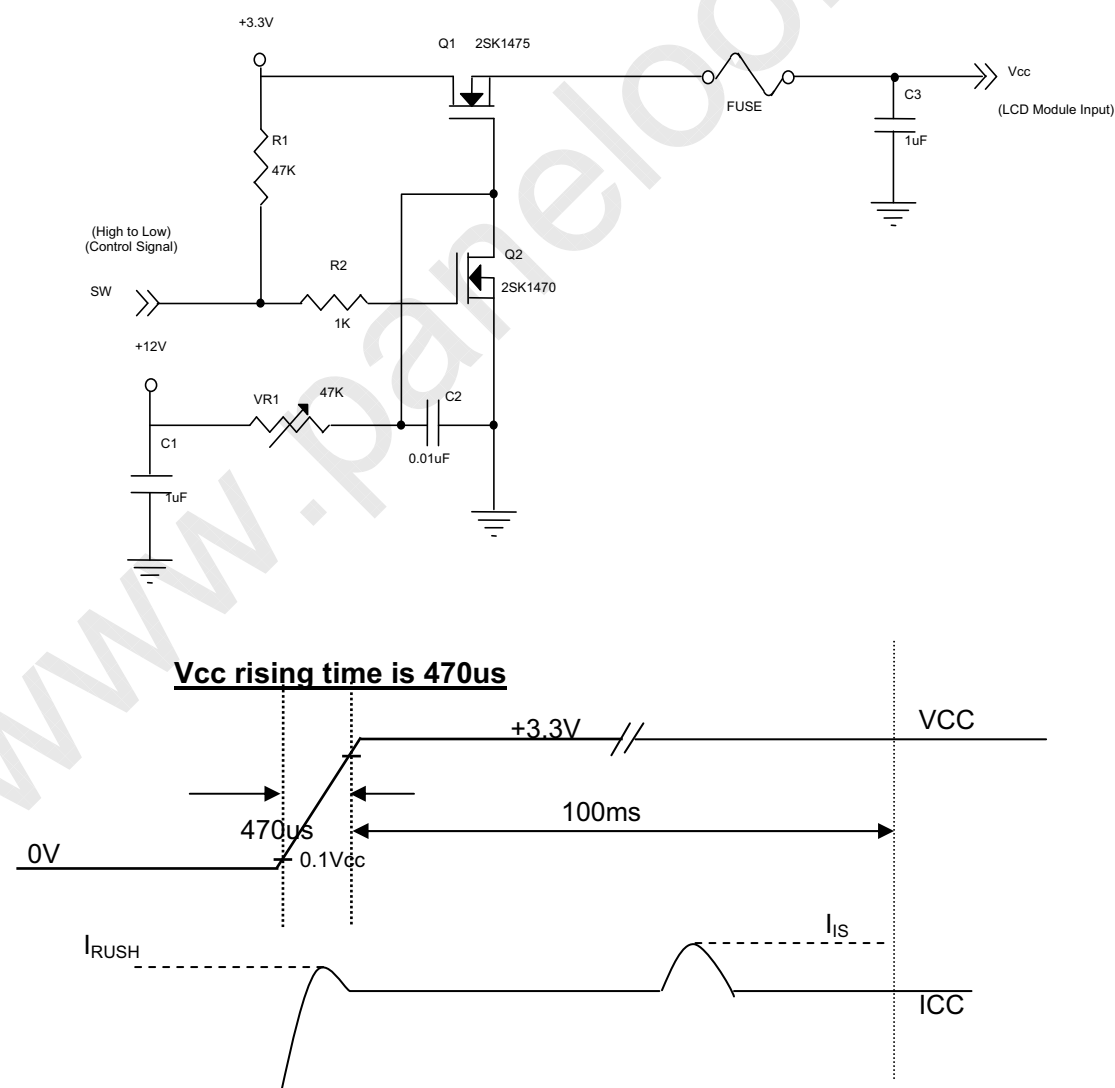 +3.3V
Q1 2SK1475
Vcc
FUSE
C3
(LCD Module Input)
R1
1uF
47K
(High to Low)
(Control Signal)
Q2
R2
SW
2SK1470
1K
+12V
VR1
47K
C2
C1
0.01uF
1uF
Vcc rising time is 470us
+3.3V
VCC
470us
100ms
0V
0.1Vcc
IRUSH
IIS
ICC
www.paneloo